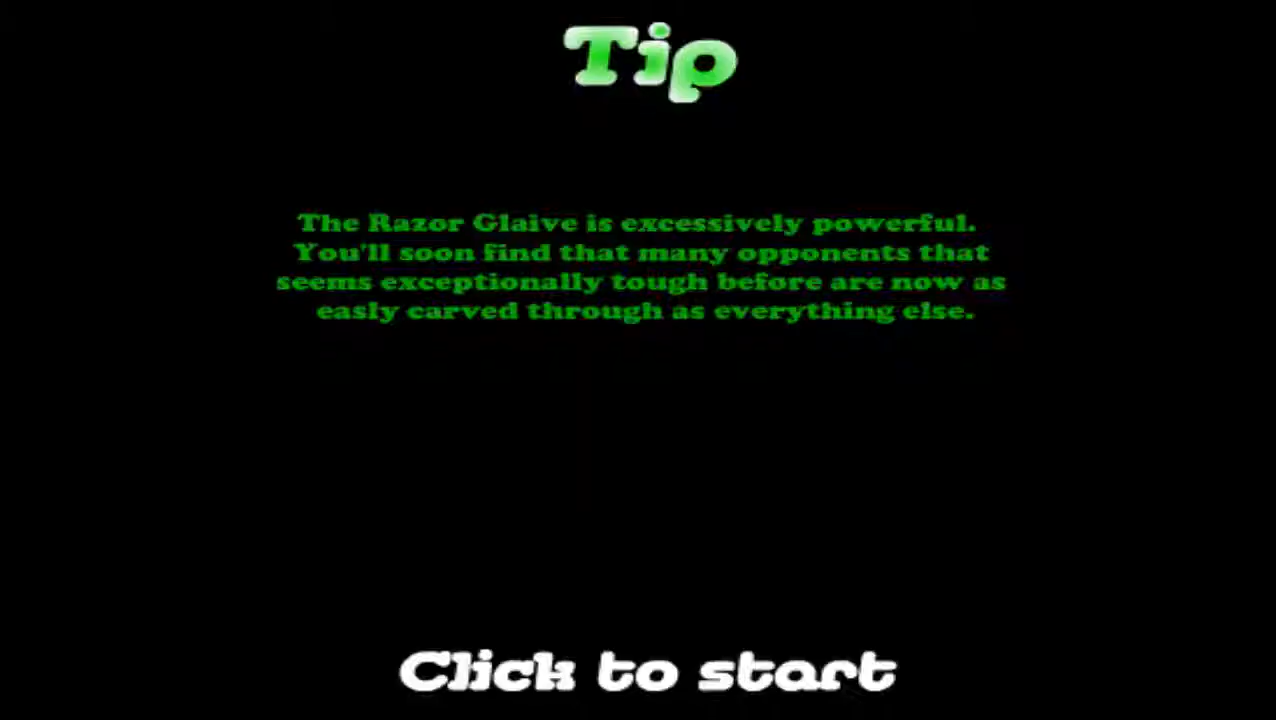 Tip
The Razor Glaive is excessively powerful.
You'll soon find that many opponents that
seems exceptionally tough before are now as
easly carved through as everything else.
Click to start